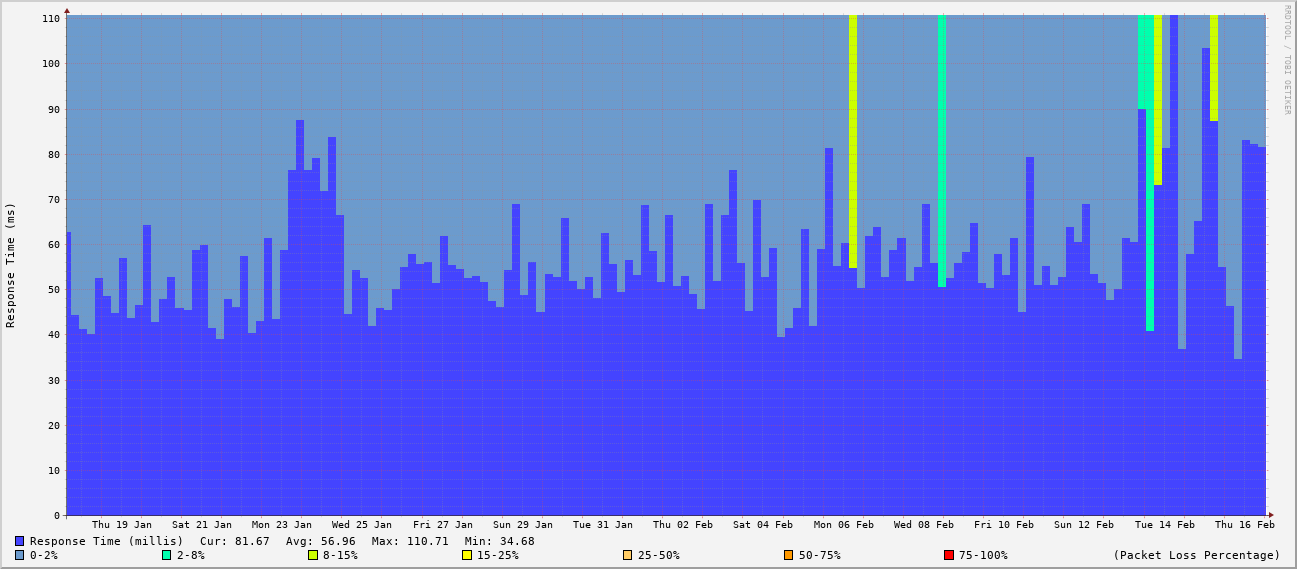 RRDTOOL / TOBI OETIKER
Response Time (ms)
110
100
90
80
70
60
50
40
30
20
10
0
Thu 19 Jan Sat 21 Jan Mon 23 Jan Wed 25 Jan Fri 27 Jan Sun 29 Jan Tue 31 Jan Thu 02 Feb Sat 04 Feb Mon 06 Feb Wed 08 Feb Fri 10 Feb Sun 12 Feb Tue 14 Feb Thu 16 Feb
Response Time (millis) Cur: 81.67 Avg: 56.96 Max: 110.71 Min: 34.68
0-2% 2-8% 8-15% 15-25% 25-50% 50-75% 75-100% (Packet Loss Percentage)